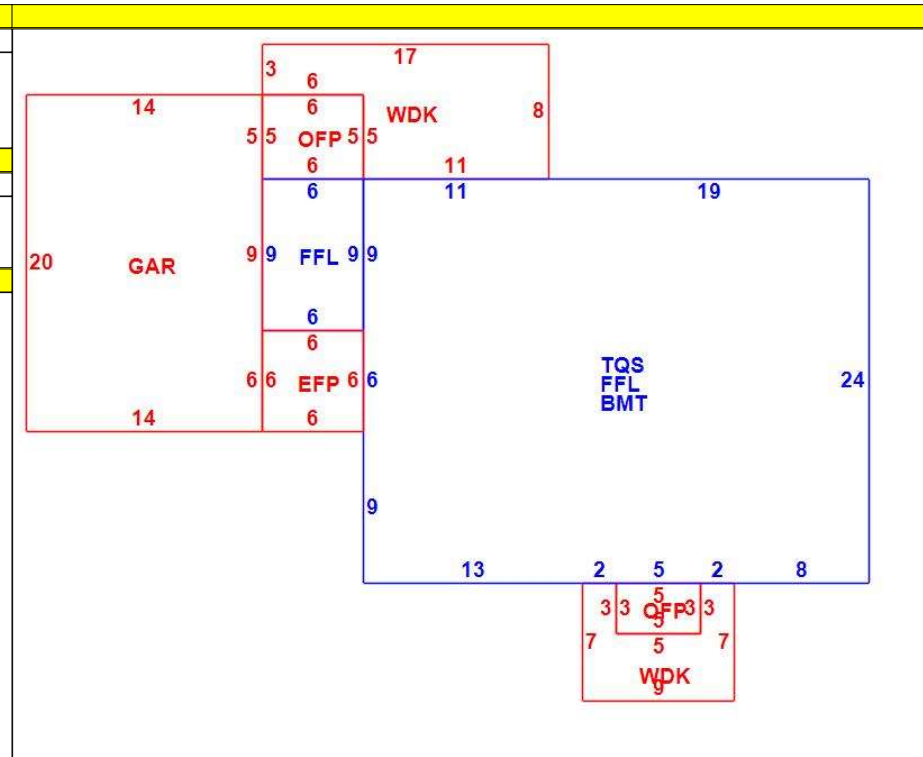 17
3 6
14 6 WDK 8
5 5 OFP 5 5
6 11
6 11 19
20 GAR 9 9 FFL 9 9
6
6
TQS
6 6 EFP 6 6 FFL 24
BMT
14 6
9
13 2 5 2 8
5
3 3 OFP 3 3
5
7 5 7
WDK
9